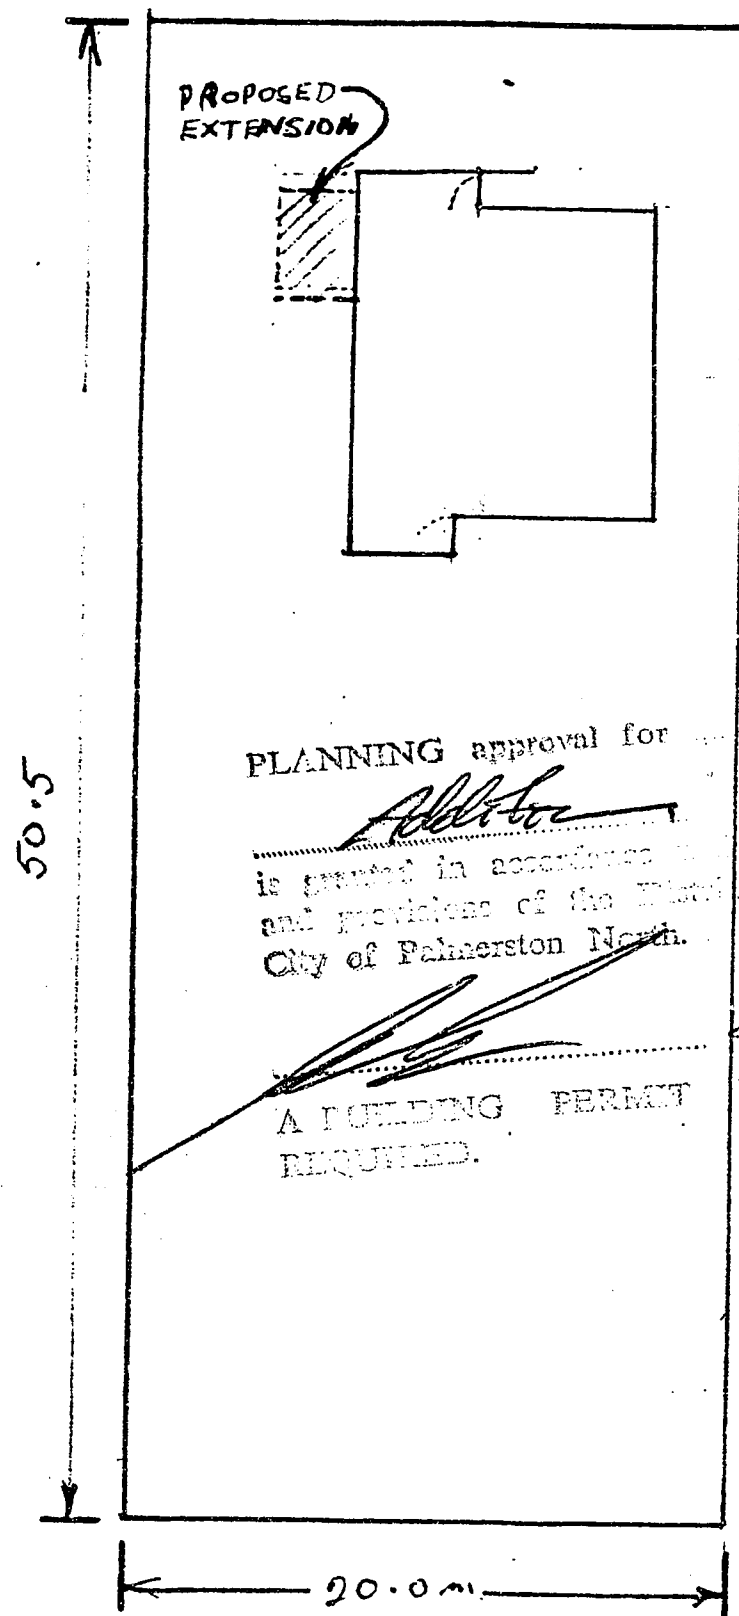 PROPOSED
EXTENSION
PLANNING approval for
Addition
is granted in accordance
and provisions of the
City of Palmerston North.
A BUILDING PERMIT
REQUIRED.
50.5
20.0 m.